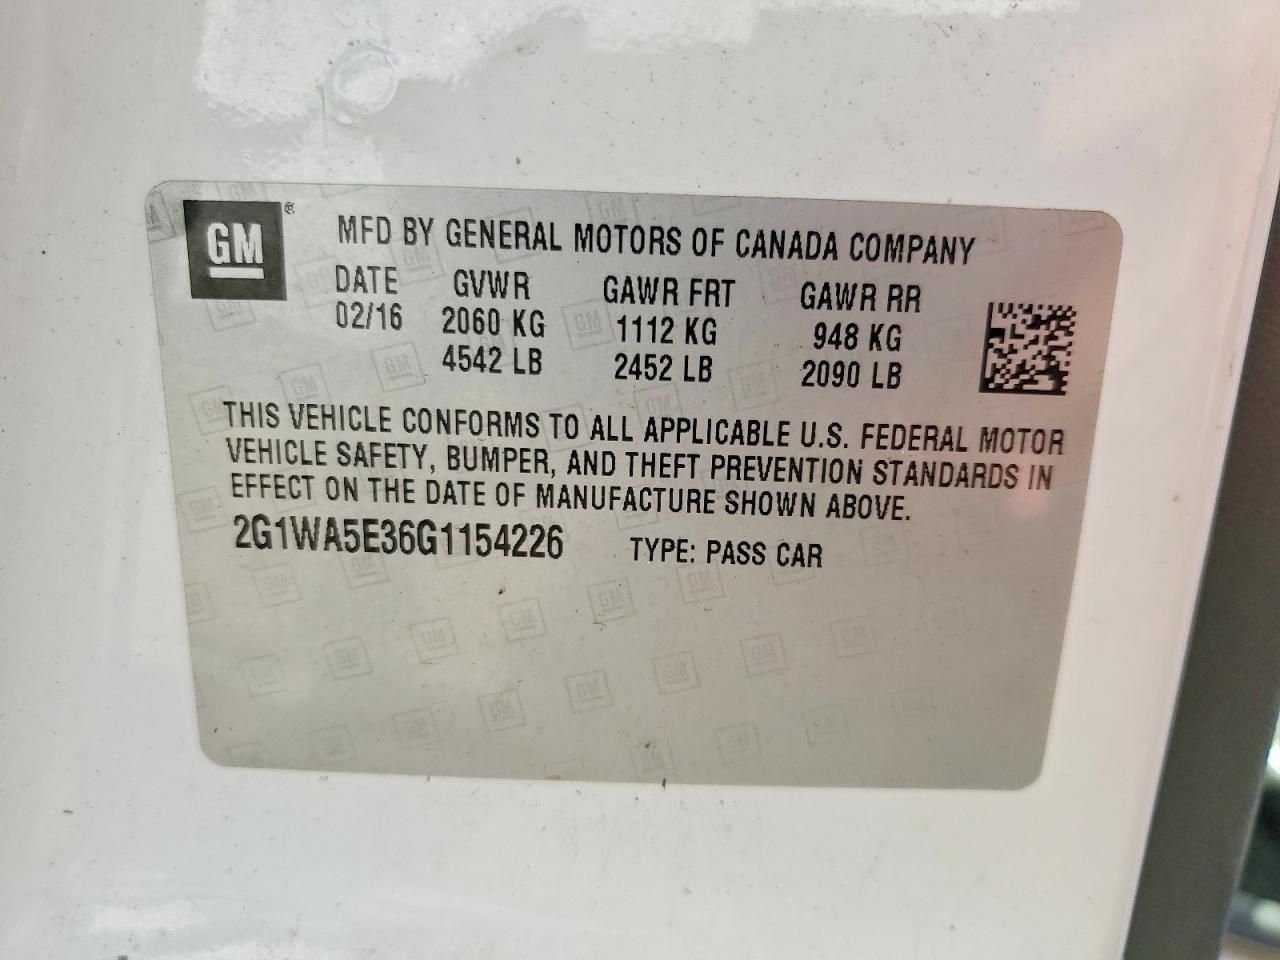 GM ®
MFD BY GENERAL MOTORS OF CANADA COMPANY
DATE GVWR GAWR FRT GAWR RR
02/16 2060 KG 1112 KG 948 KG
4542 LB 2452 LB 2090 LB
THIS VEHICLE CONFORMS TO ALL APPLICABLE U.S. FEDERAL MOTOR
VEHICLE SAFETY, BUMPER, AND THEFT PREVENTION STANDARDS IN
EFFECT ON THE DATE OF MANUFACTURE SHOWN ABOVE.
2G1WA5E36G1154226 TYPE: PASS CAR